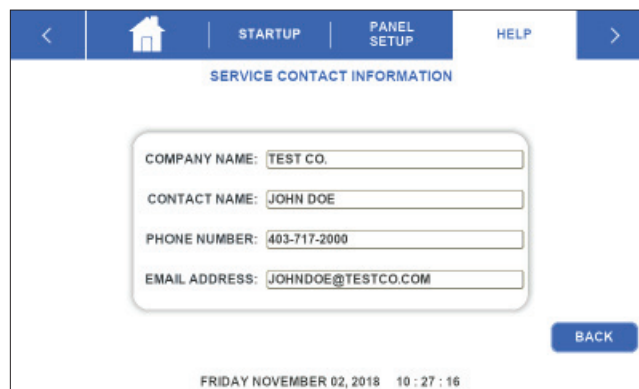 < STARTUP PANEL SETUP HELP >
SERVICE CONTACT INFORMATION
COMPANY NAME: TEST CO.
CONTACT NAME: JOHN DOE
PHONE NUMBER: 403-717-2000
EMAIL ADDRESS: JOHNDOE@TESTCO.COM
BACK
FRIDAY NOVEMBER 02, 2018 10 : 27 : 16